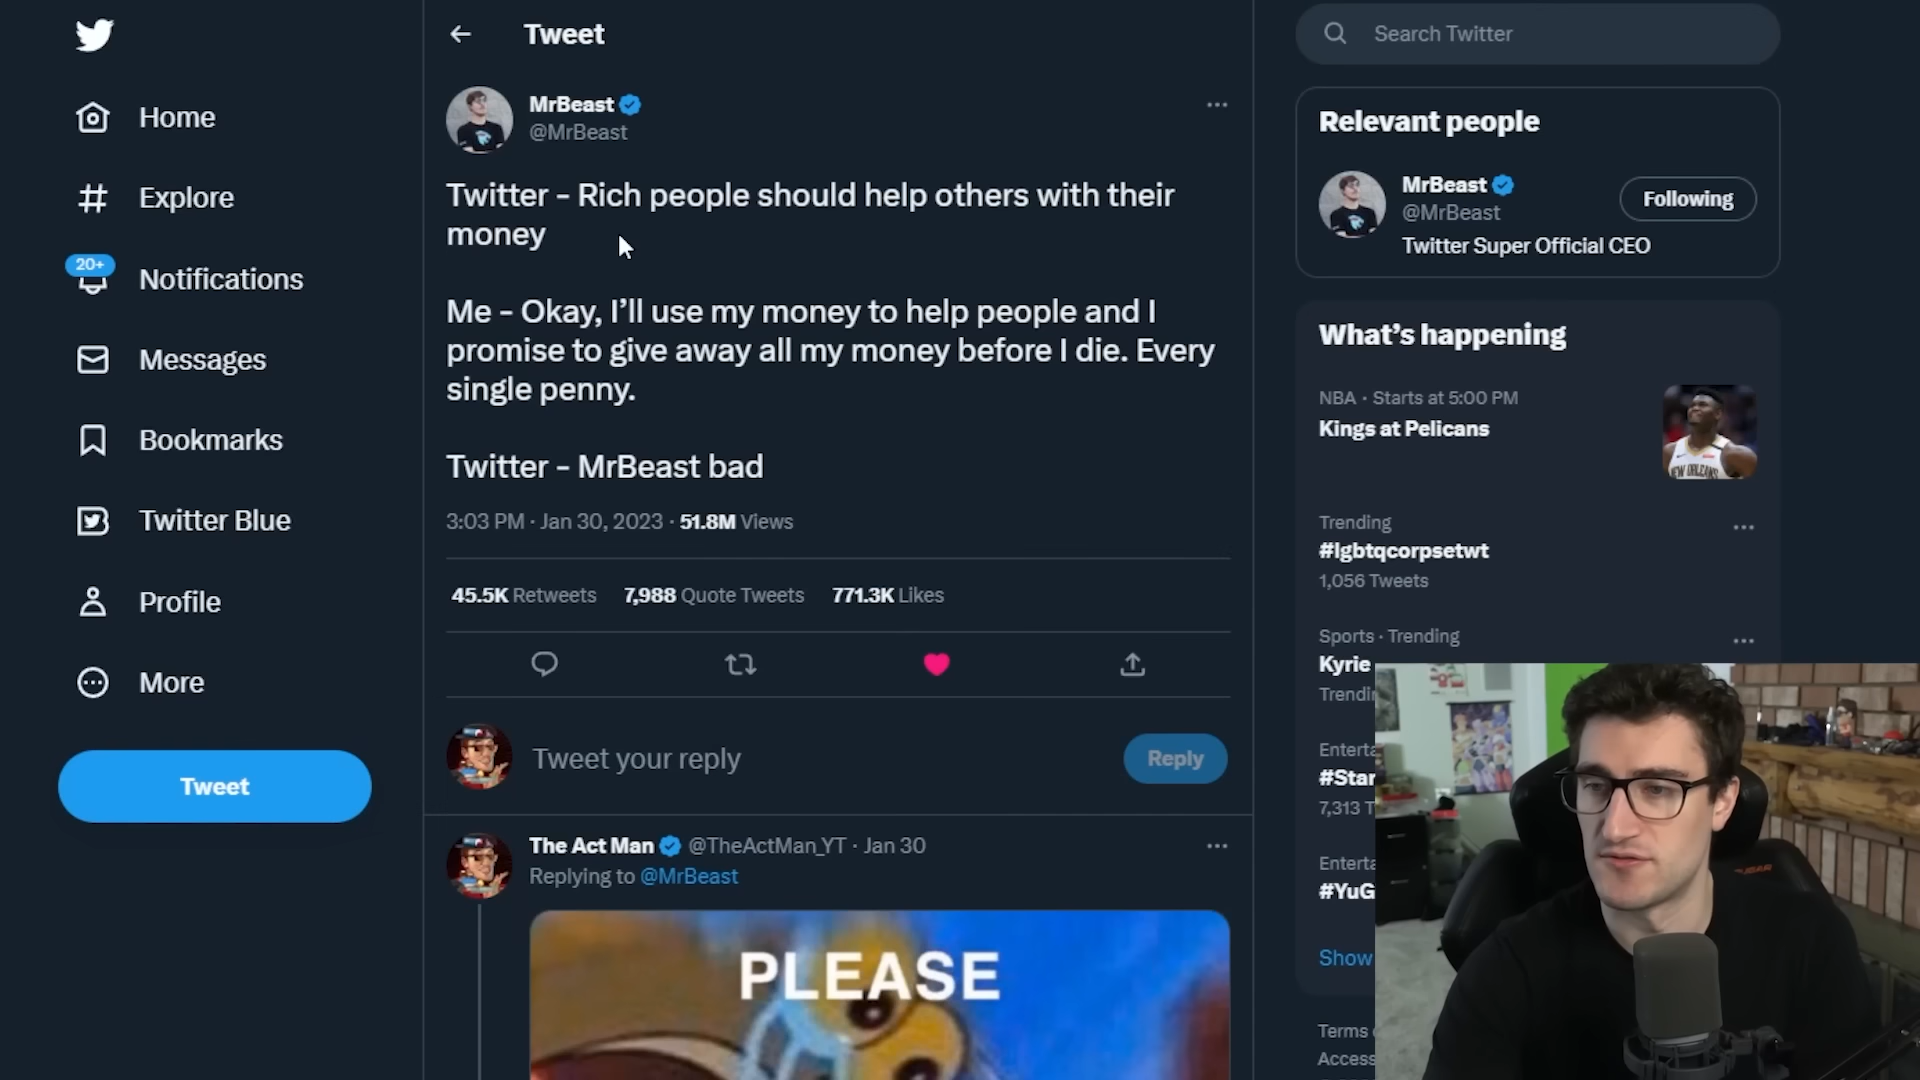 Home
Explore
20+
Notifications
Messages
Bookmarks
Twitter Blue
Profile
More
Tweet
Tweet
MrBeast
@MrBeast
Twitter - Rich people should help others with their
money
Me - Okay, I'll use my money to help people and I
promise to give away all my money before I die. Every
single penny.
Twitter - MrBeast bad
3:03 PM · Jan 30, 2023 · 51.8M Views
45.5K Retweets 7,988 Quote Tweets 771.3K Likes
Tweet your reply
Reply
The Act Man @TheActMan_YT · Jan 30
Replying to @MrBeast
PLEASE
Search Twitter
Relevant people
MrBeast
@MrBeast
Following
Twitter Super Official CEO
What's happening
NBA · Starts at 5:00 PM
Kings at Pelicans
NEW ORLEANS
Trending
#lgbtqcorpsetwt
1,056 Tweets
Sports · Trending
Kyrie
Trendin
Enterta
#Star
7,313 T
Enterta
#YuG
Show
Terms
Access